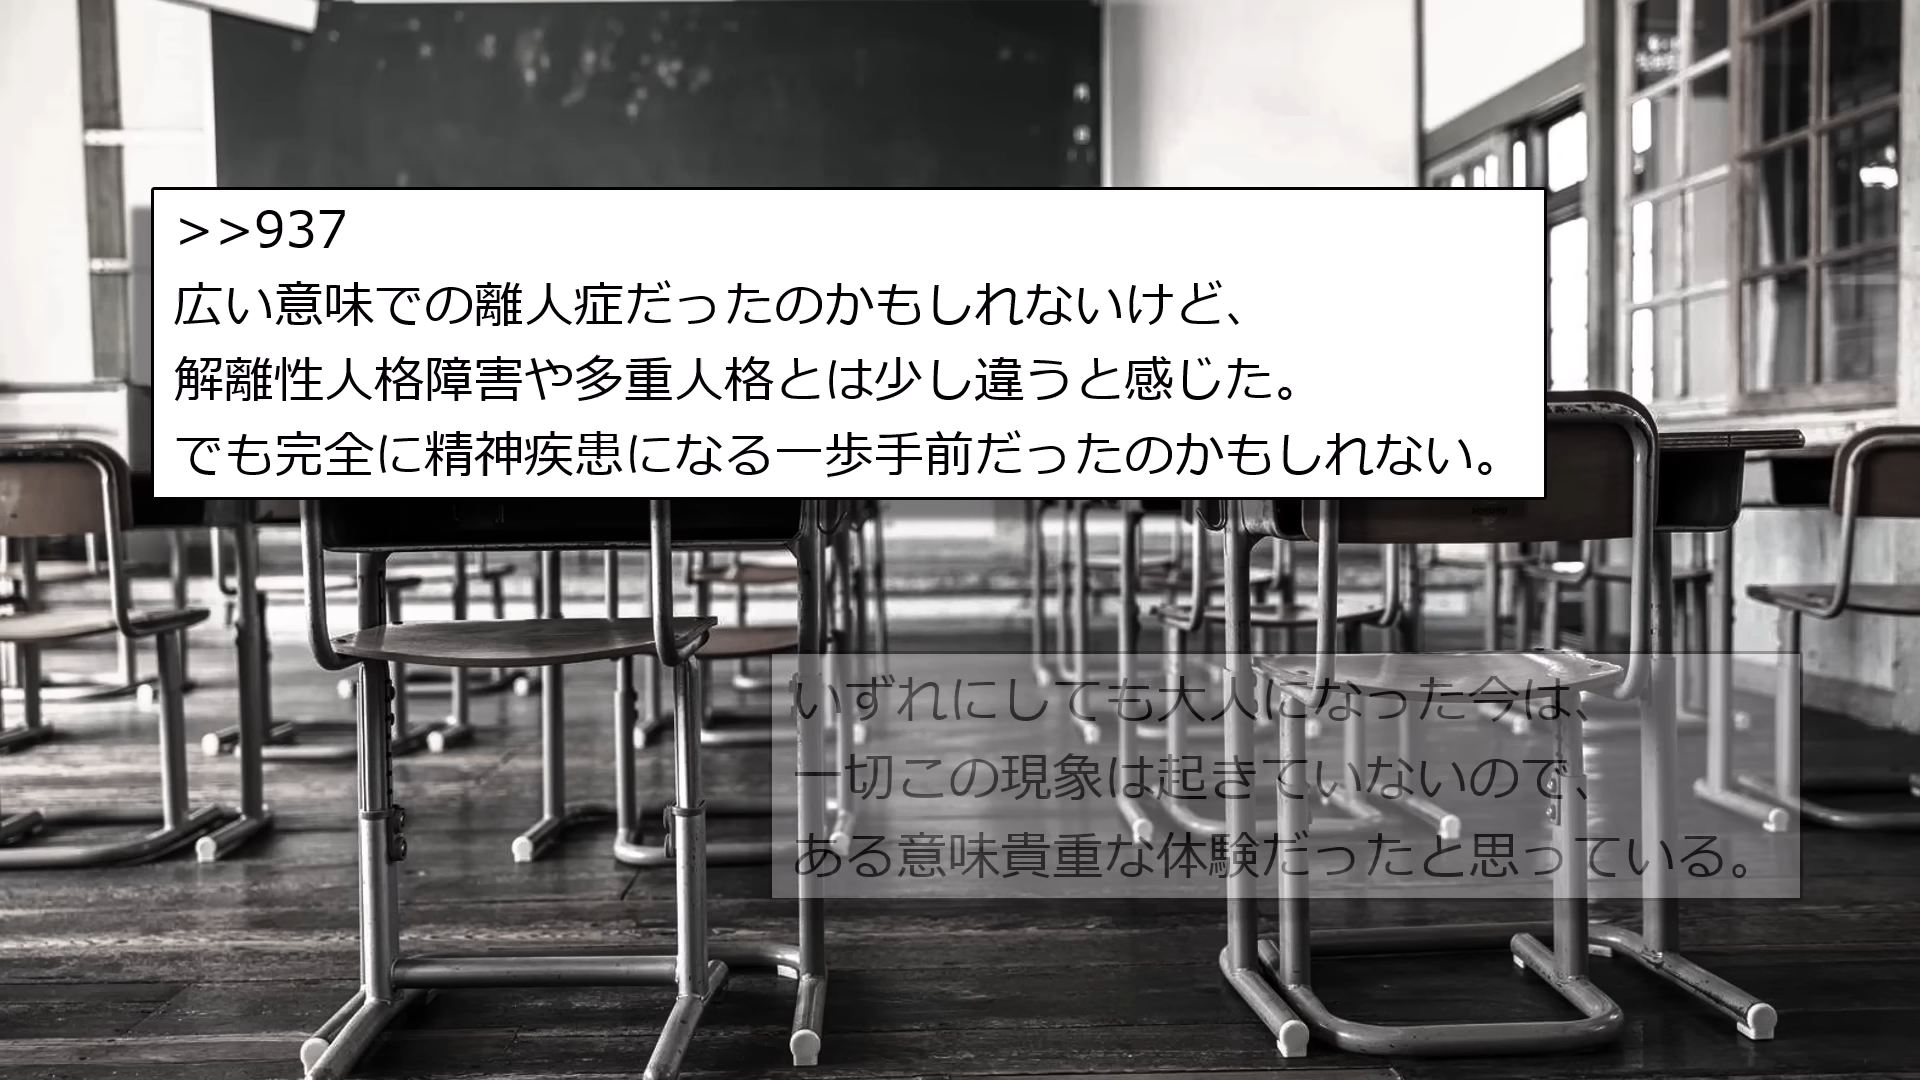 >>937
広い意味での離人症だったのかもしれないけど、
解離性人格障害や多重人格とは少し違うと感じた。
でも完全に精神疾患になる一歩手前だったのかもしれない。
いずれにしても大人になった今は、
一切この現象は起きていないので、
ある意味貴重な体験だったと思っている。